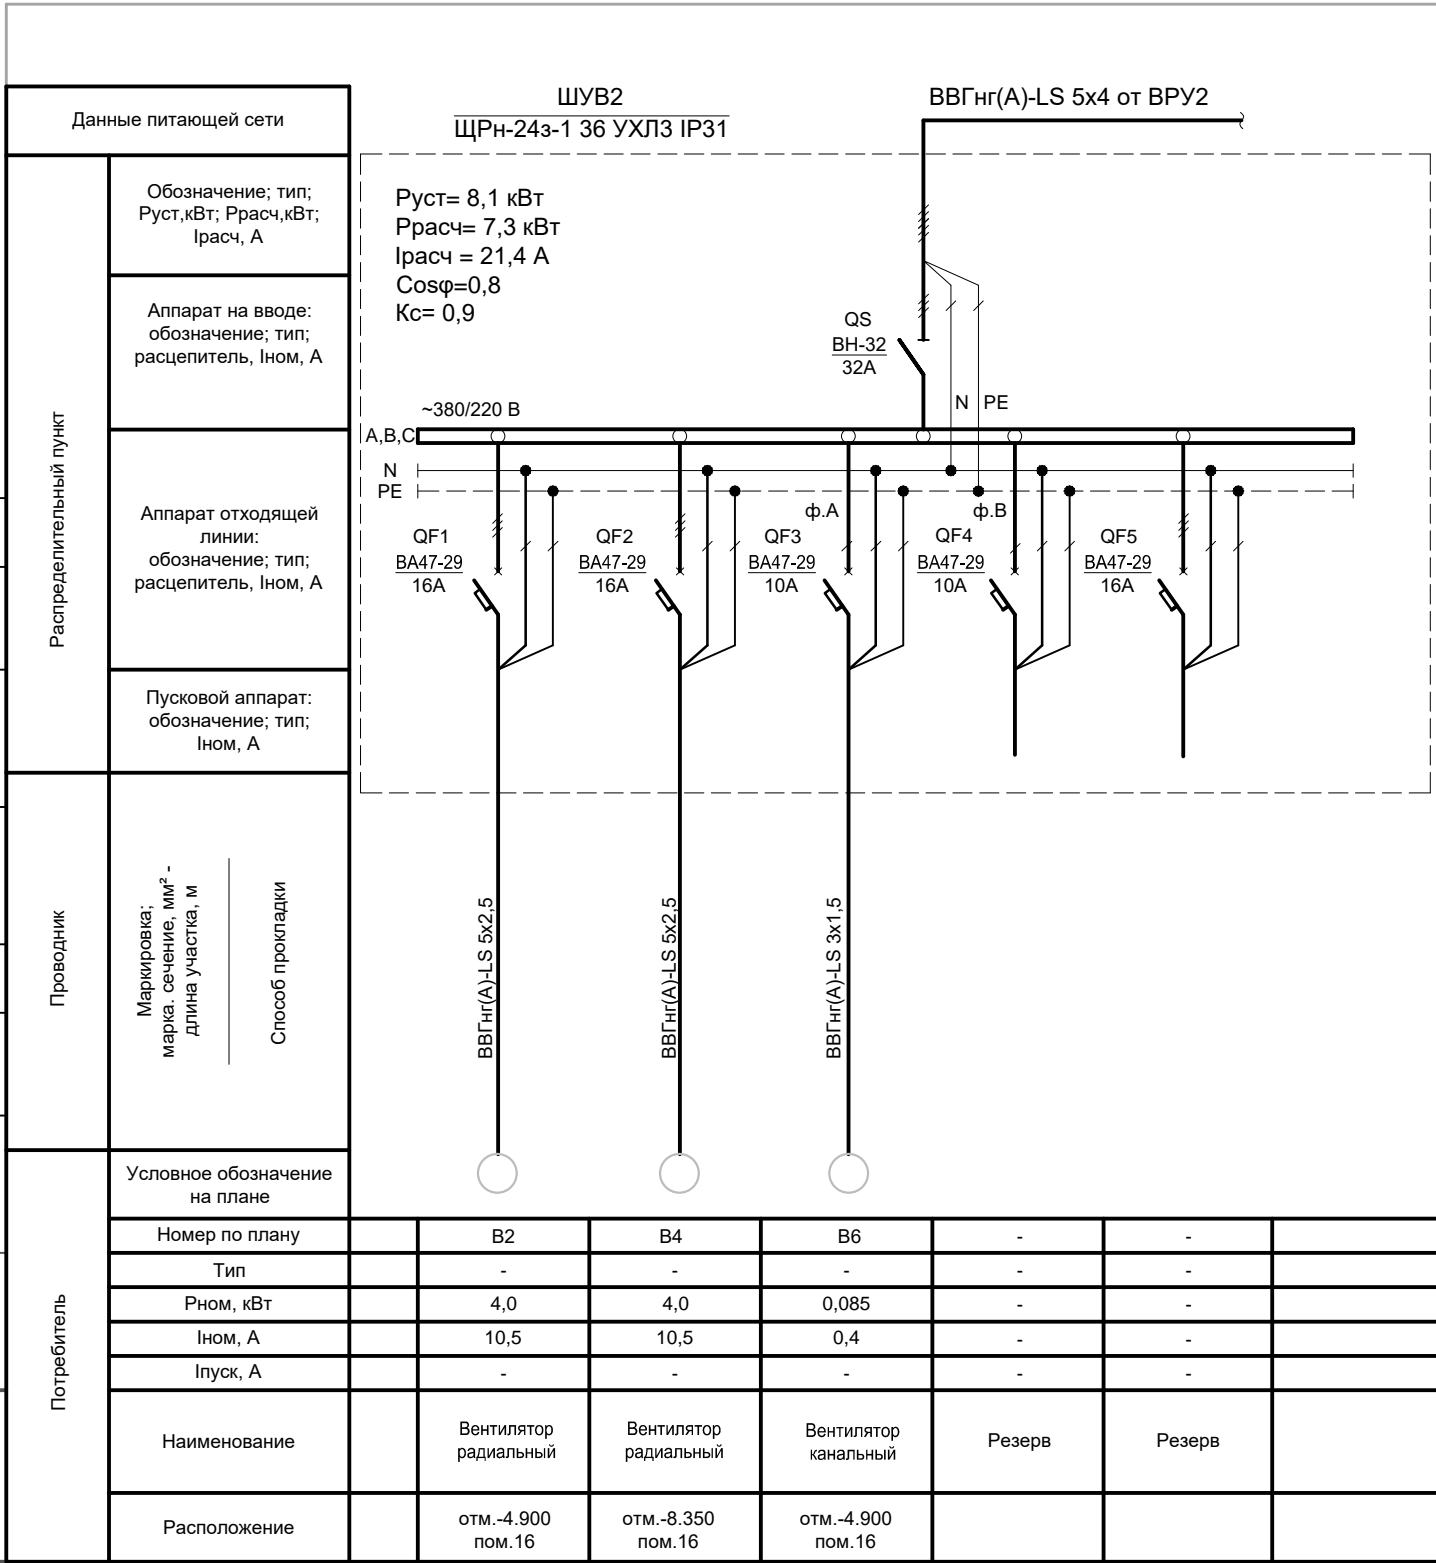 ШУВ2
ЩРн-24з-1 36 УХЛ3 IP31
ВВГнг(А)-LS 5х4 от ВРУ2
Данные питающей сети
Распределительный пункт
Обозначение; тип;
Руст,кВт; Ррасч,кВт;
Iрасч, А
Аппарат на вводе:
обозначение; тип;
расцепитель, Iном, А
Аппарат отходящей
линии:
обозначение; тип;
расцепитель, Iном, А
Пусковой аппарат:
обозначение; тип;
Iном, А
Руст= 8,1 кВт
Ррасч= 7,3 кВт
Iрасч = 21,4 А
Cosφ=0,8
Кс= 0,9
QS
ВН-32
32А
N
PE
~380/220 В
А,В,С
N
PE
ф.А
ф.В
QF1
ВА47-29
16А
QF2
ВА47-29
16А
QF3
ВА47-29
10А
QF4
ВА47-29
10А
QF5
ВА47-29
16А
Проводник
Маркировка;
марка. сечение, мм² -
длина участка, м
Способ прокладки
ВВГнг(А)-LS 5х2,5
ВВГнг(А)-LS 5х2,5
ВВГнг(А)-LS 3х1,5
Потребитель
Условное обозначение
на плане
Номер по плану В2 В4 В6 - -
Тип - - - - -
Рном, кВт 4,0 4,0 0,085 - -
Iном, А 10,5 10,5 0,4 - -
Iпуск, А - - - - -
Наименование
Вентилятор
радиальный
Вентилятор
радиальный
Вентилятор
канальный
Резерв
Резерв
Расположение
отм.-4.900
пом.16
отм.-8.350
пом.16
отм.-4.900
пом.16